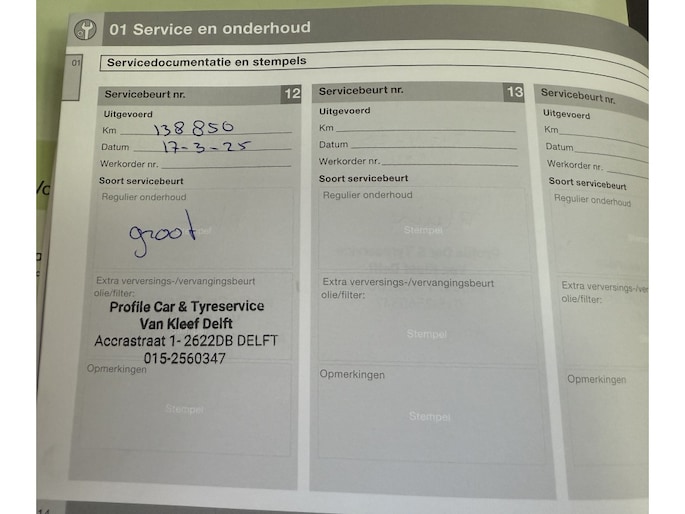 01 Service en onderhoud
01
Servicedocumentatie en stempels
Servicebeurt nr. 12
Uitgevoerd
Km 138 850
Datum 17-3-25
Werkorder nr.
Soort servicebeurt
Regulier onderhoud
groot
Extra verversings-/vervangingsbeurt
olie/filter:
Profile Car & Tyreservice
Van Kleef Delft
Accrastraat 1- 2622DB DELFT
015-2560347
Opmerkingen
Stempel
Servicebeurt nr. 13
Uitgevoerd
Km
Datum
Werkorder nr.
Soort servicebeurt
Regulier onderhoud
Stempel
Extra verversings-/vervangingsbeurt
olie/filter:
Stempel
Opmerkingen
Stempel
Servicebeurt nr.
Uitgevoerd
Km
Datum
Werkorder nr.
Soort servicebeurt
Regulier onderhoud
Extra verversings-/ver
olie/filter:
Opmerkingen
14